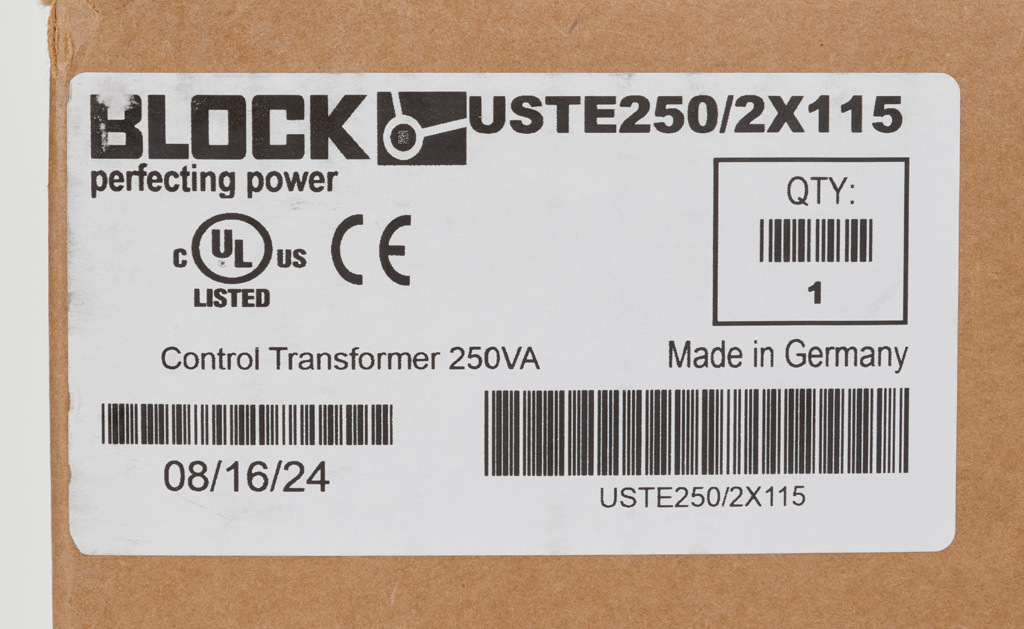 BLOCK USTE250/2X115
perfecting power
QTY:
1
C UL US
LISTED
CE
Control Transformer 250VA
Made in Germany
08/16/24
USTE250/2X115